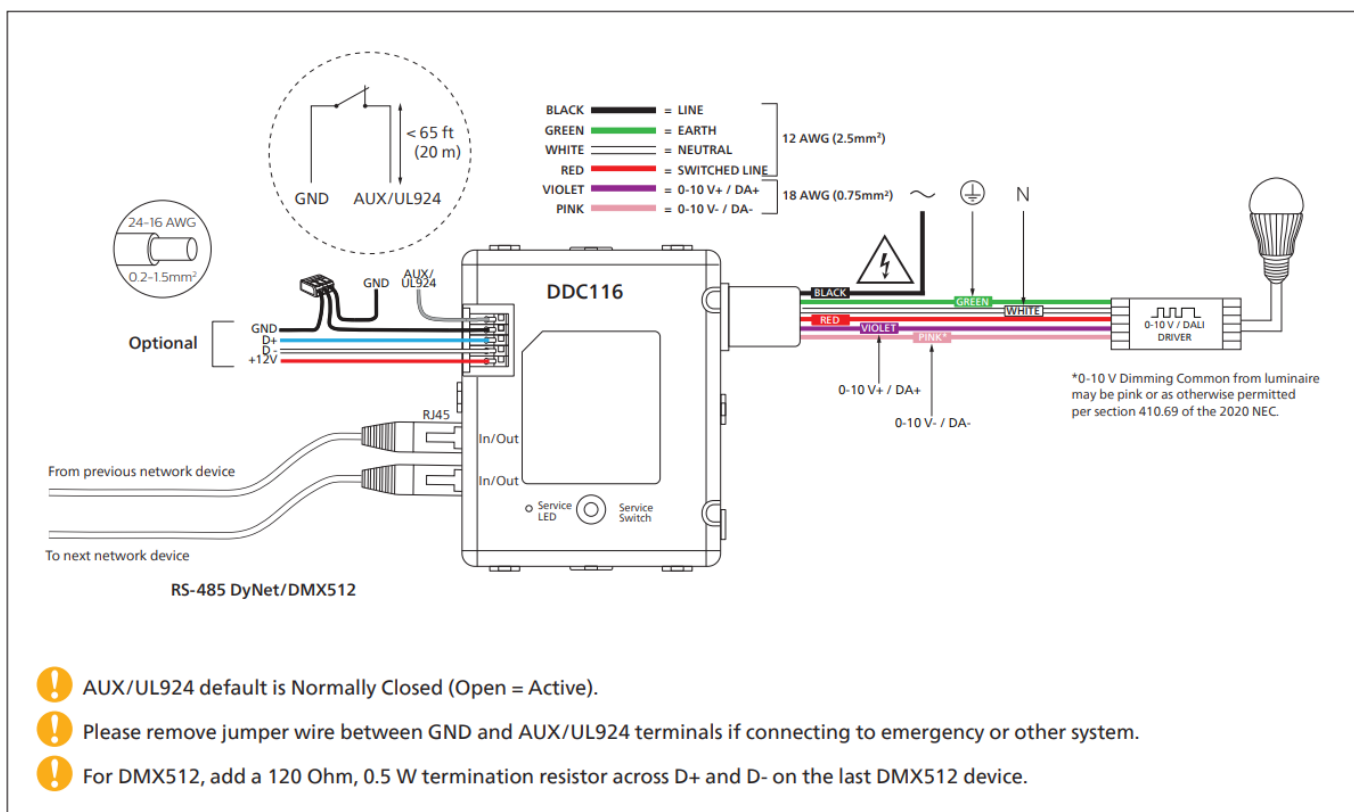 < 65 ft
(20 m)
GND AUX/UL924
BLACK = LINE
GREEN = EARTH
WHITE = NEUTRAL
RED = SWITCHED LINE
12 AWG (2.5mm²)
VIOLET = 0-10 V+ / DA+
PINK = 0-10 V- / DA-
18 AWG (0.75mm²)
N
24-16 AWG
0.2-1.5mm²
GND
AUX/
UL924
Optional
GND
D+
D -
+12V
DDC116
BLACK
GREEN
WHITE
RED
VIOLET
PINK*
0-10 V / DALI
DRIVER
0-10 V+ / DA+
0-10 V- / DA-
*0-10 V Dimming Common from luminaire
may be pink or as otherwise permitted
per section 410.69 of the 2020 NEC.
RJ45
In/Out
In/Out
From previous network device
To next network device
Service
LED
Service
Switch
RS-485 DyNet/DMX512
! AUX/UL924 default is Normally Closed (Open = Active).
! Please remove jumper wire between GND and AUX/UL924 terminals if connecting to emergency or other system.
! For DMX512, add a 120 Ohm, 0.5 W termination resistor across D+ and D- on the last DMX512 device.